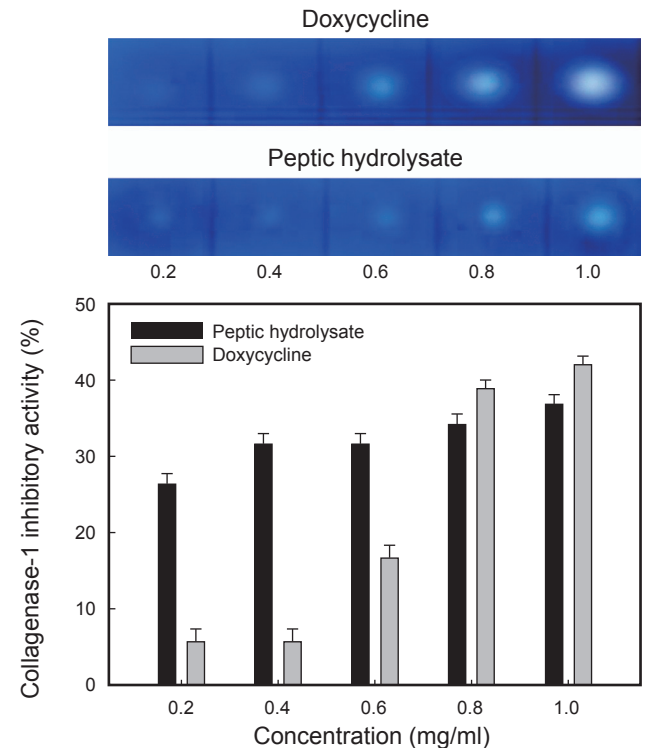 Doxycycline
Peptic hydrolysate
0.2 0.4 0.6 0.8 1.0
Collagenase-1 inhibitory activity (%)
50
40
30
20
10
0
Peptic hydrolysate
Doxycycline
0.2 0.4 0.6 0.8 1.0
Concentration (mg/ml)